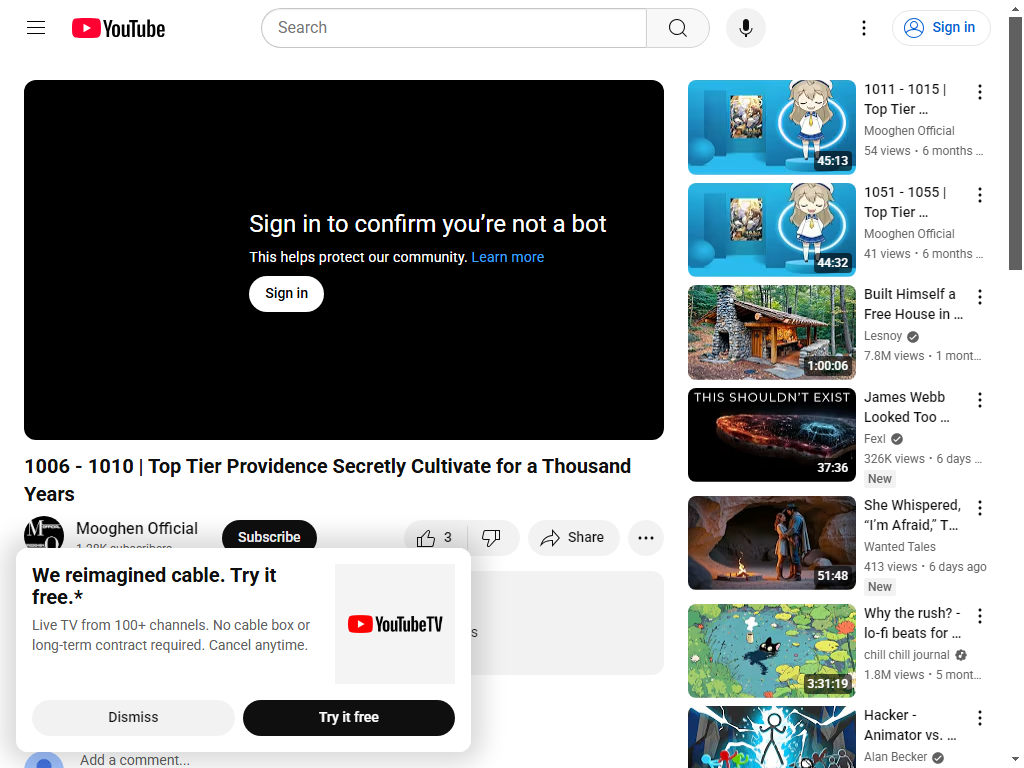 YouTube
Search
Sign in
Sign in to confirm you’re not a bot
This helps protect our community. Learn more
Sign in
1006 - 1010 | Top Tier Providence Secretly Cultivate for a Thousand
Years
Mooghen Official
Subscribe
3
Share
We reimagined cable. Try it
free.*
Live TV from 100+ channels. No cable box or
long-term contract required. Cancel anytime.
YouTubeTV
Dismiss
Try it free
Add a comment...
1011 - 1015 |
Top Tier ...
Mooghen Official
54 views • 6 months ...
45:13
1051 - 1055 |
Top Tier ...
Mooghen Official
41 views • 6 months ...
44:32
Built Himself a
Free House in ...
Lesnoy
7.8M views • 1 mont...
1:00:06
THIS SHOULDN'T EXIST
James Webb
Looked Too ...
Fexl
326K views • 6 days ...
New
37:36
She Whispered,
“I’m Afraid,” T...
Wanted Tales
413 views • 6 days ago
New
51:48
Why the rush? -
lo-fi beats for ...
chill chill journal
1.8M views • 5 mont...
3:31:19
Hacker -
Animator vs. ...
Alan Becker